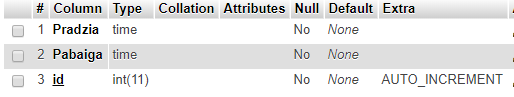 # Column Type Collation Attributes Null Default Extra
1 Pradzia time No None
2 Pabaiga time No None
3 id int(11) No None AUTO_INCREMENT